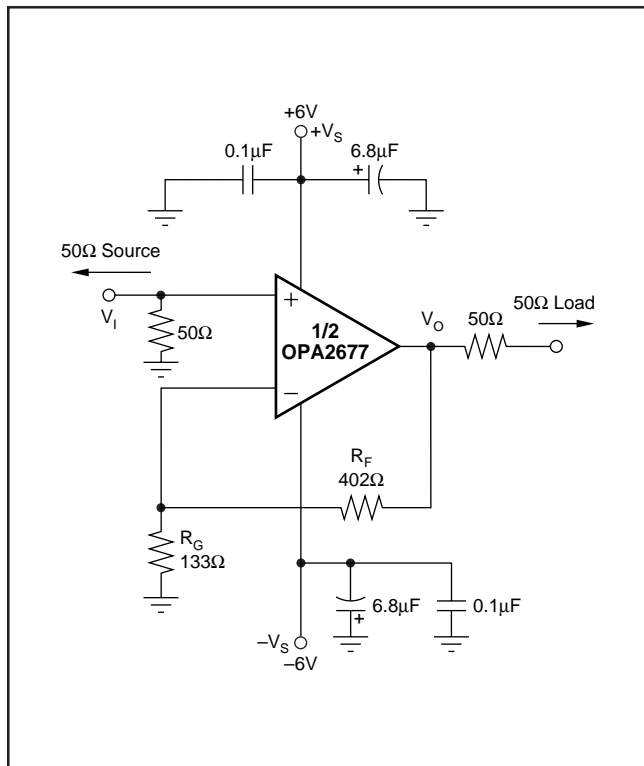 +6V
+V_S
0.1μF
6.8μF
+
50Ω Source
V_I
50Ω
+
1/2
OPA2677
−
V_O
50Ω
50Ω Load
R_F
402Ω
R_G
133Ω
6.8μF
+
0.1μF
−V_S
−6V